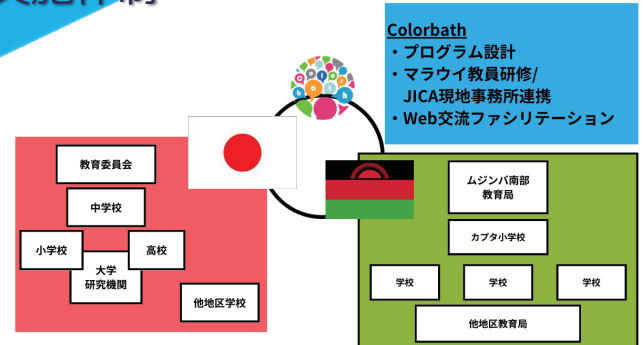 実施体制
Colorbath
・プログラム設計
・マラウイ教員研修/
JICA現地事務所連携
・Web交流ファシリテーション
教育委員会
中学校
小学校
高校
大学
研究機関
他地区学校
ムジンバ南部
教育局
カプタ小学校
学校
学校
学校
他地区教育局